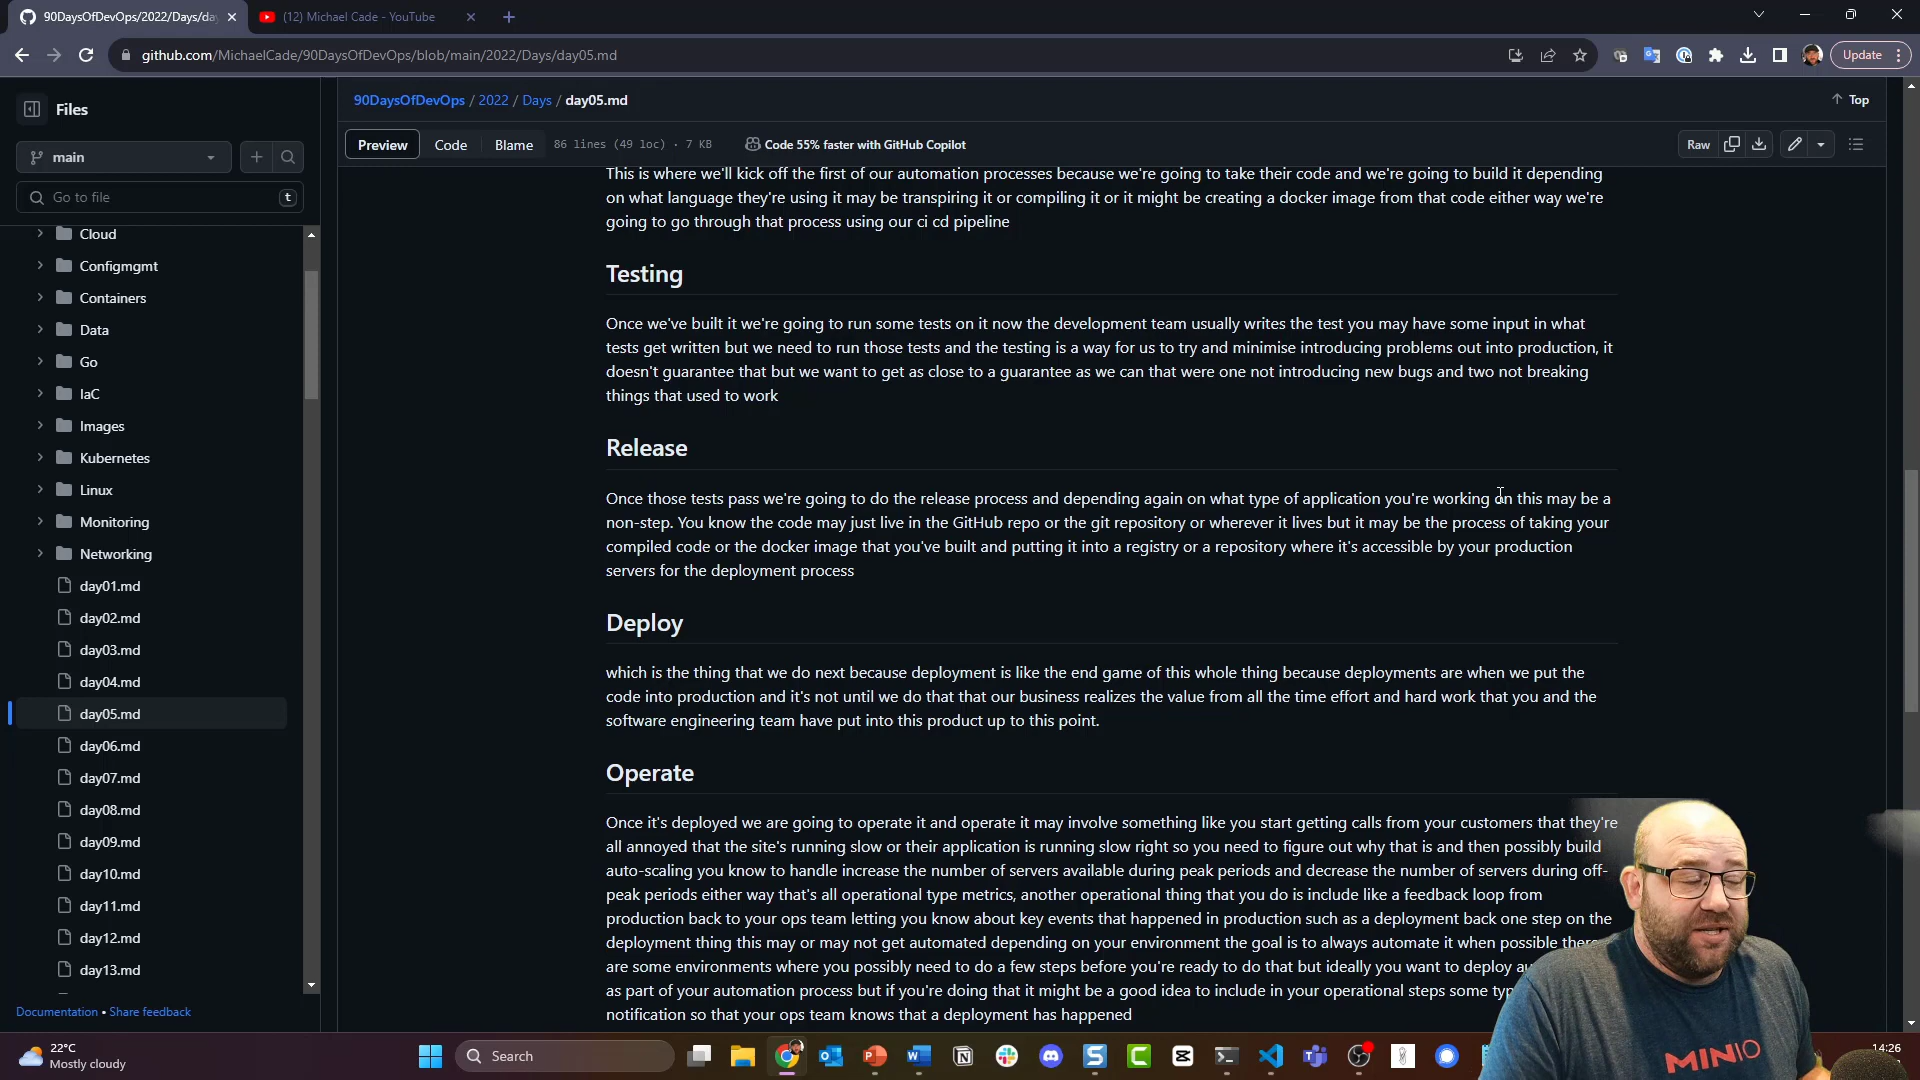 90DaysOfDevOps/2022/Days/da
(12) Michael Cade - YouTube
github.com/MichaelCade/90DaysOfDevOps/blob/main/2022/Days/day05.md
Update
Files
main
Go to file
t
Cloud
Configmgmt
Containers
Data
Go
IaC
Images
Kubernetes
Linux
Monitoring
Networking
day01.md
day02.md
day03.md
day04.md
day05.md
day06.md
day07.md
day08.md
day09.md
day10.md
day11.md
day12.md
day13.md
Documentation • Share feedback
90DaysOfDevOps / 2022 / Days / day05.md
Top
Preview Code Blame 86 lines (49 loc) · 7 KB Code 55% faster with GitHub Copilot Raw
This is where we'll kick off the first of our automation processes because we're going to take their code and we're going to build it depending
on what language they're using it may be transpiring it or compiling it or it might be creating a docker image from that code either way we're
going to go through that process using our ci cd pipeline
Testing
Once we've built it we're going to run some tests on it now the development team usually writes the test you may have some input in what
tests get written but we need to run those tests and the testing is a way for us to try and minimise introducing problems out into production, it
doesn't guarantee that but we want to get as close to a guarantee as we can that were one not introducing new bugs and two not breaking
things that used to work
Release
Once those tests pass we're going to do the release process and depending again on what type of application you're working on this may be a
non-step. You know the code may just live in the GitHub repo or the git repository or wherever it lives but it may be the process of taking your
compiled code or the docker image that you've built and putting it into a registry or a repository where it's accessible by your production
servers for the deployment process
Deploy
which is the thing that we do next because deployment is like the end game of this whole thing because deployments are when we put the
code into production and it's not until we do that that our business realizes the value from all the time effort and hard work that you and the
software engineering team have put into this product up to this point.
Operate
Once it's deployed we are going to operate it and operate it may involve something like you start getting calls from your customers that they're
all annoyed that the site's running slow or their application is running slow right so you need to figure out why that is and then possibly build
auto-scaling you know to handle increase the number of servers available during peak periods and decrease the number of servers during off-
peak periods either way that's all operational type metrics, another operational thing that you do is include like a feedback loop from
production back to your ops team letting you know about key events that happened in production such as a deployment back one step on the
deployment thing this may or may not get automated depending on your environment the goal is to always automate it when possible
are some environments where you possibly need to do a few steps before you're ready to do that but ideally you want to deploy
as part of your automation process but if you're doing that it might be a good idea to include in your operational steps some
notification so that your ops team knows that a deployment has happened
MINIO
22°C
Mostly cloudy
Search
14:26